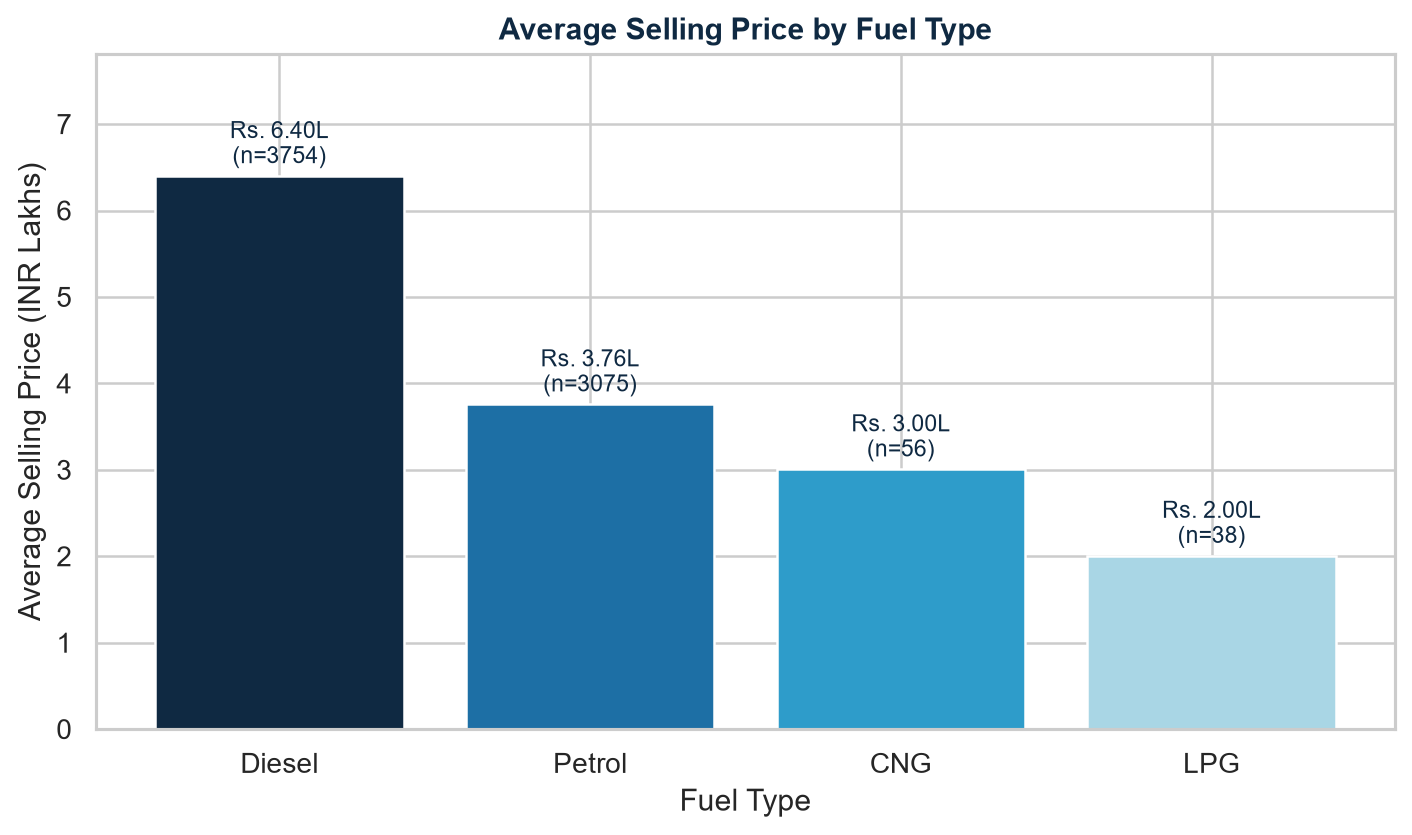 Average Selling Price by Fuel Type
Average Selling Price (INR Lakhs)
7
6
5
4
3
2
1
0
Rs. 6.40L
(n=3754)
Rs. 3.76L
(n=3075)
Rs. 3.00L
(n=56)
Rs. 2.00L
(n=38)
Diesel
Petrol
CNG
LPG
Fuel Type